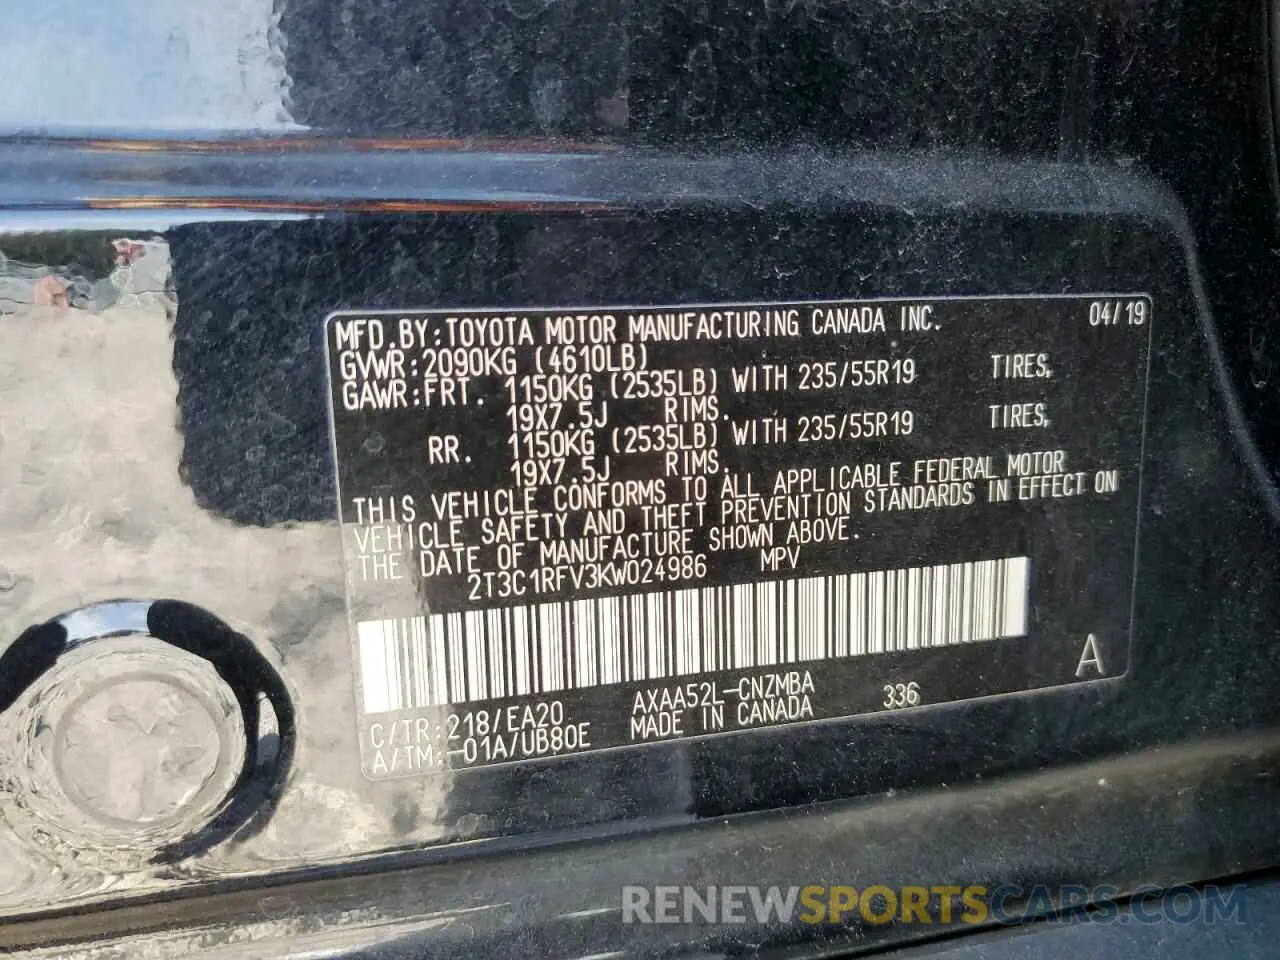 MFD.BY:TOYOTA MOTOR MANUFACTURING CANADA INC. 04/19
GVWR:2090KG (4610LB)
GAWR:FRT. 1150KG (2535LB) WITH 235/55R19 TIRES,
19X7.5J RIMS.
RR. 1150KG (2535LB) WITH 235/55R19 TIRES,
19X7.5J RIMS.
THIS VEHICLE CONFORMS TO ALL APPLICABLE FEDERAL MOTOR
VEHICLE SAFETY AND THEFT PREVENTION STANDARDS IN EFFECT ON
THE DATE OF MANUFACTURE SHOWN ABOVE.
2T3C1RFV3KW024986 MPV
A
C/TR:218/EA20 AXAA52L-CNZMBA 336
A/TM:-01A/UB80E MADE IN CANADA
RENEWSPORTSCARS.COM